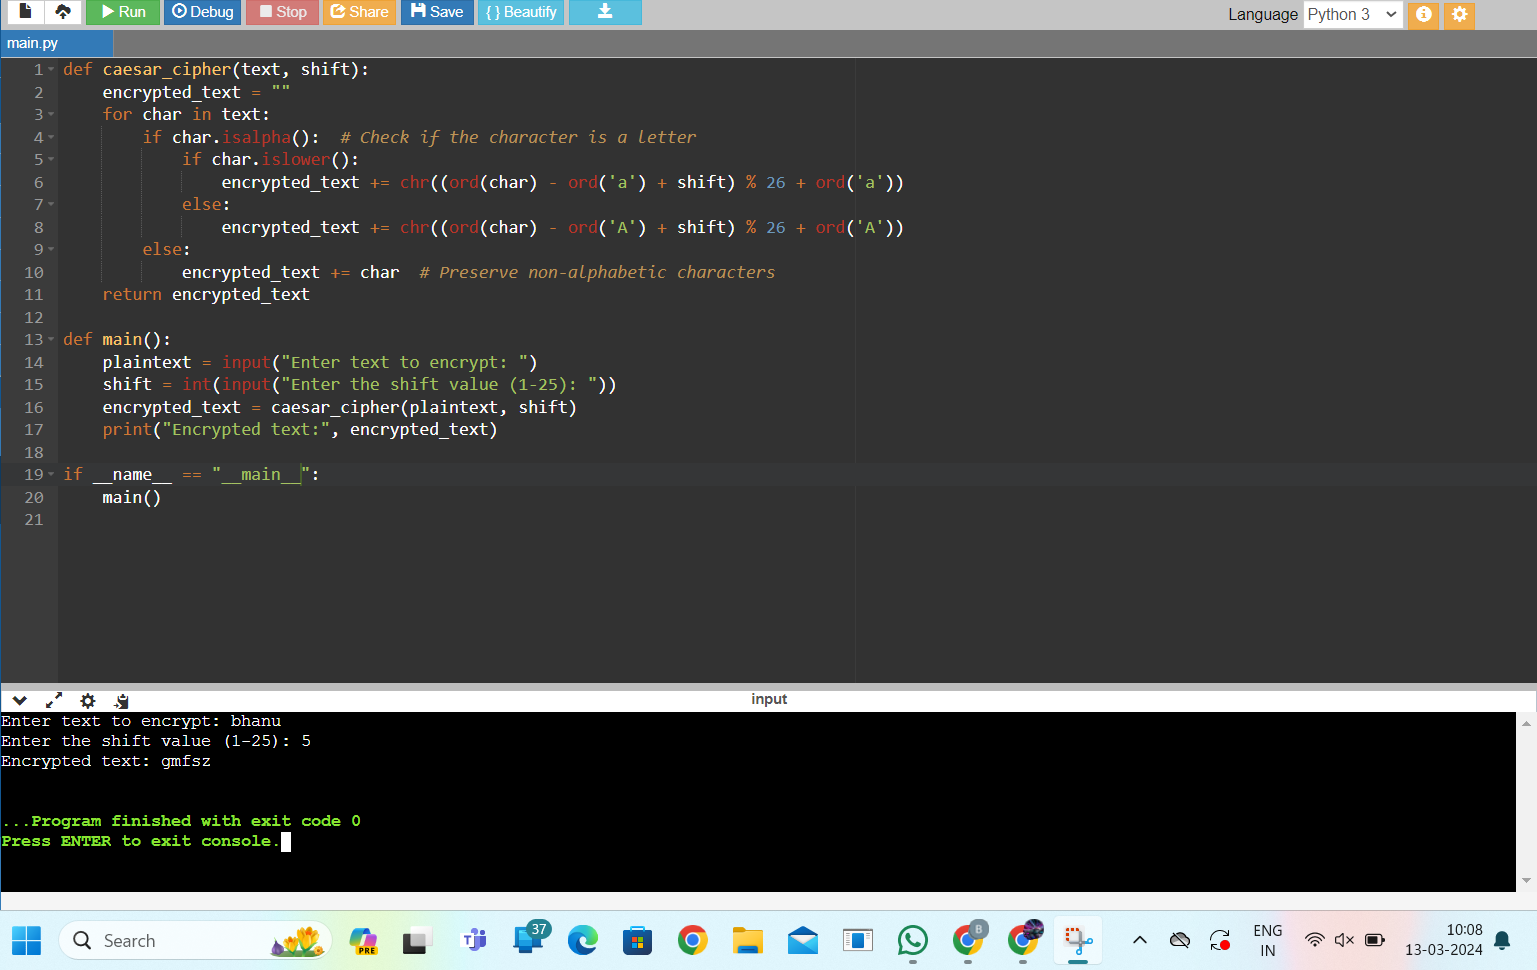 Run Debug Stop Share Save { } Beautify Language Python 3
main.py
1 def caesar_cipher(text, shift):
2 encrypted_text = ""
3 for char in text:
4 if char.isalpha(): # Check if the character is a letter
5 if char.islower():
6 encrypted_text += chr((ord(char) - ord('a') + shift) % 26 + ord('a'))
7 else:
8 encrypted_text += chr((ord(char) - ord('A') + shift) % 26 + ord('A'))
9 else:
10 encrypted_text += char # Preserve non-alphabetic characters
11 return encrypted_text
12
13 def main():
14 plaintext = input("Enter text to encrypt: ")
15 shift = int(input("Enter the shift value (1-25): "))
16 encrypted_text = caesar_cipher(plaintext, shift)
17 print("Encrypted text:", encrypted_text)
18
19 if __name__ == "__main__":
20 main()
21
input
Enter text to encrypt: bhanu
Enter the shift value (1-25): 5
Encrypted text: gmfsz
...Program finished with exit code 0
Press ENTER to exit console.
Search PRE 37 B ENG 10:08
IN 13-03-2024